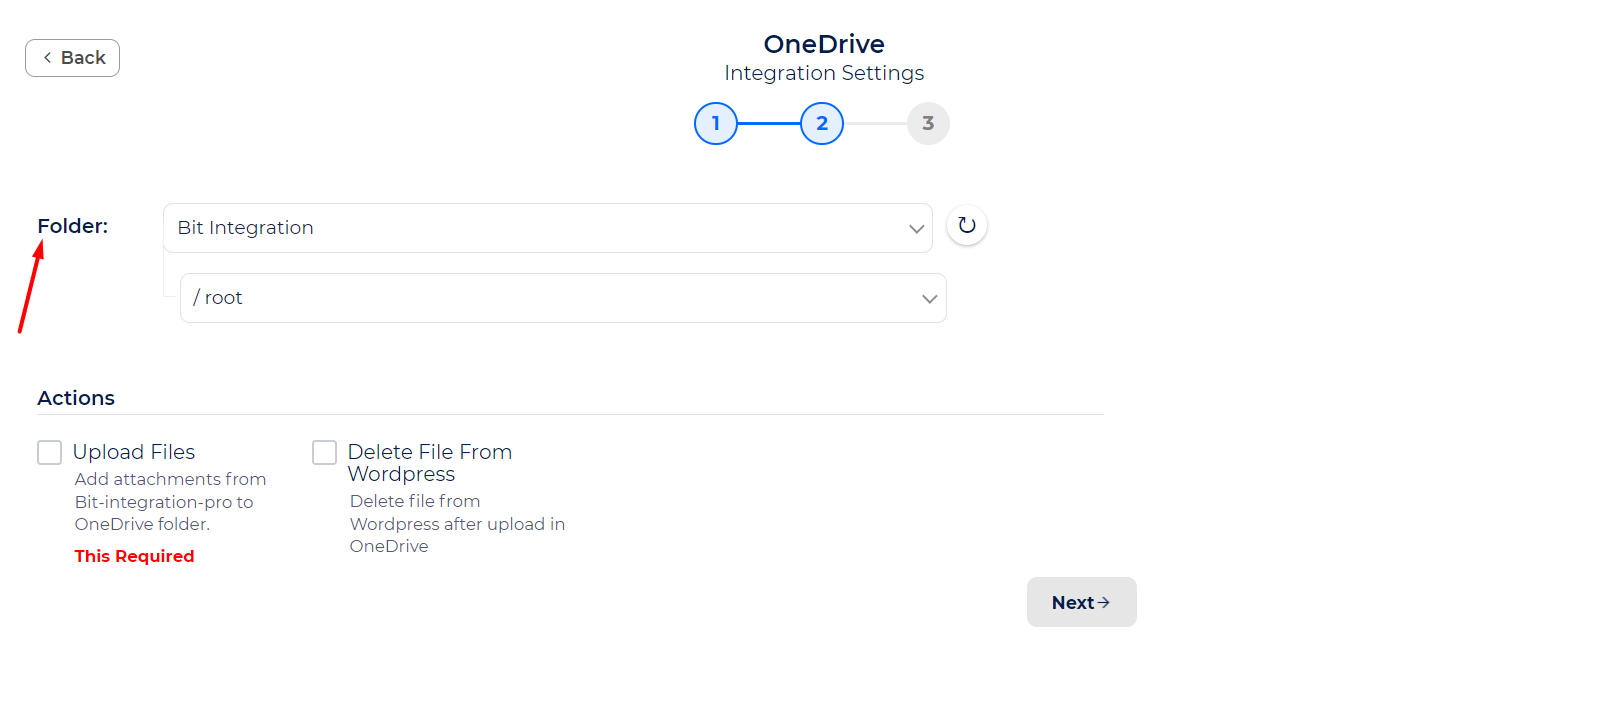 Back
OneDrive
Integration Settings
1
2
3
Folder:
Bit Integration
/ root
Actions
Upload Files
Add attachments from
Bit-integration-pro to
OneDrive folder.
This Required
Delete File From
Wordpress
Delete file from
Wordpress after upload in
OneDrive
Next